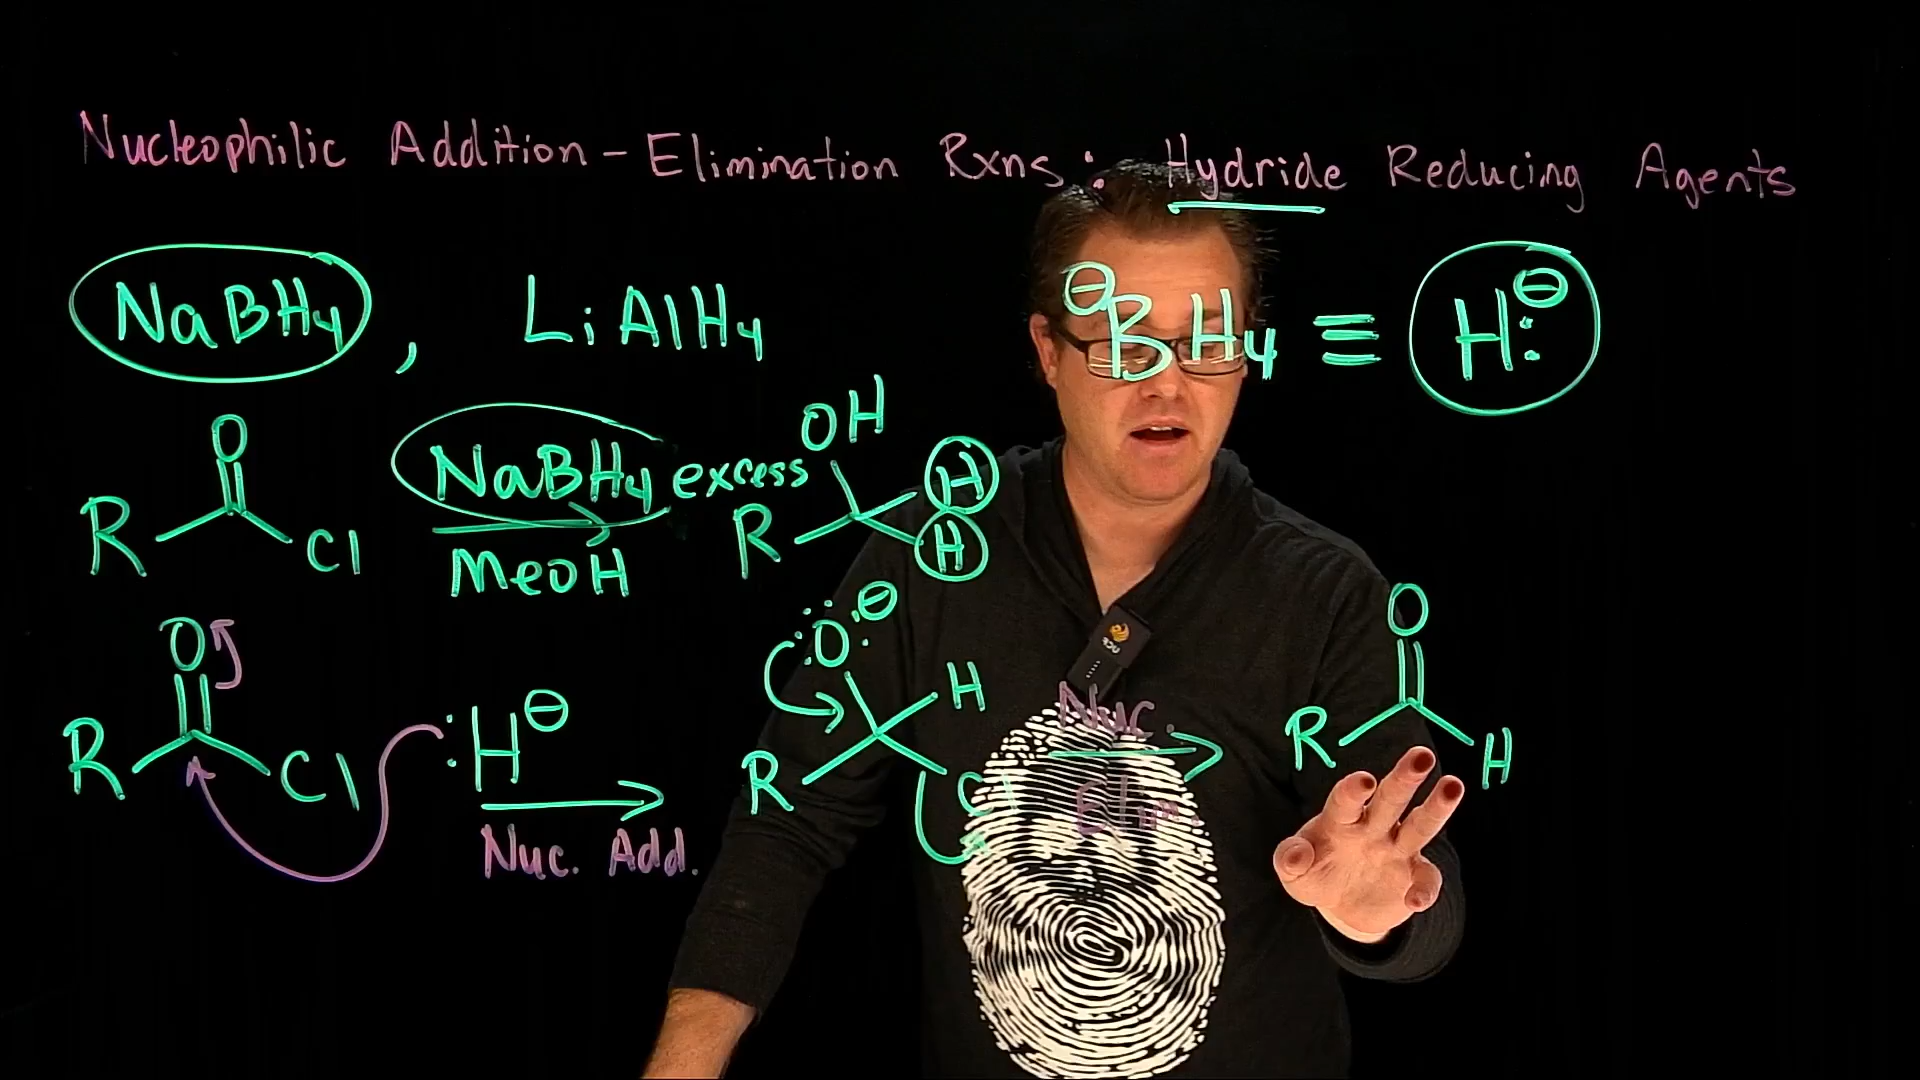 Nucleophilic Addition - Elimination Rxns: Hydride Reducing Agents
NaBH4, LiAlH4 ⊖BH4 ≡ H:⊖
O NaBH4 excess OH H
R Cl MeOH R H
O :H⊖ :O:⊖ H Nuc. O
R Cl Nuc. Add. R Cl Elim. R H
UCF